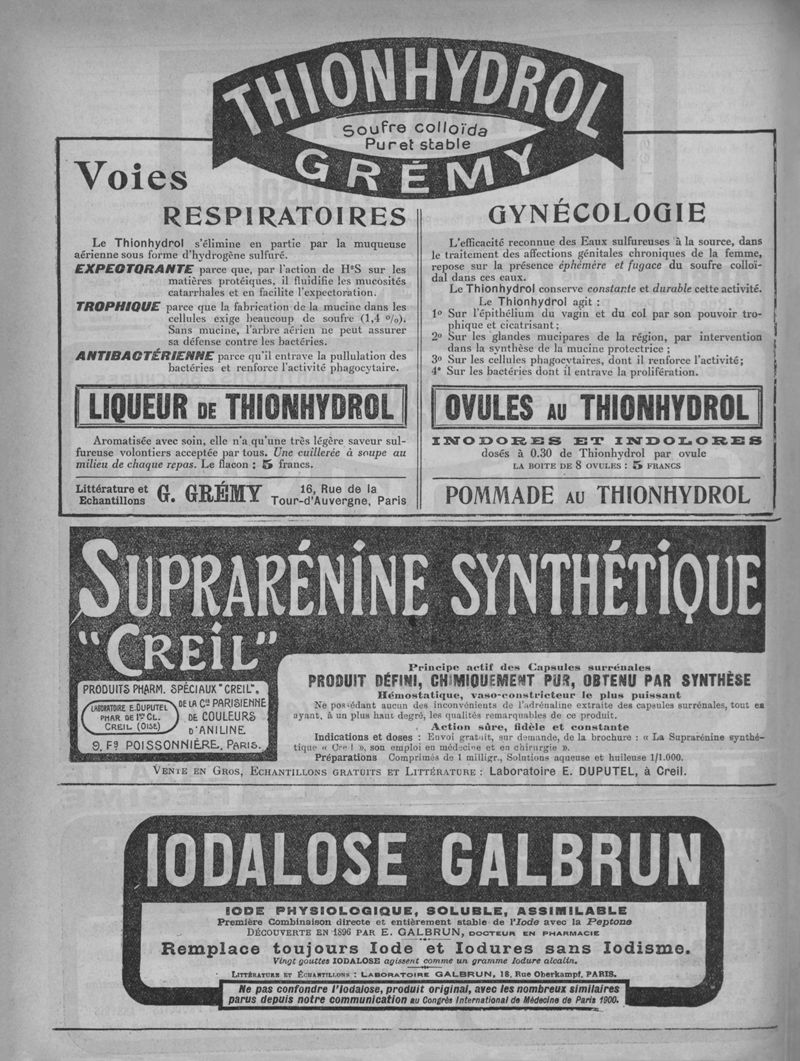 THIONHYDROL
Soufre colloïda
Pur et stable
GRÉMY
Voies
RESPIRATOIRES
Le Thionhydrol s'élimine en partie par la muqueuse
aérienne sous forme d'hydrogène sulfuré.
EXPECTORANTE parce que, par l'action de H²S sur les
matières protéiques, il fluidifie les mucosités
catarrhales et en facilite l'expectoration.
TROPHIQUE parce que la fabrication de la mucine dans les
cellules exige beaucoup de soufre (1,4 %).
Sans mucine, l'arbre aérien ne peut assurer
sa défense contre les bactéries.
ANTIBACTÉRIENNE parce qu'il entrave la pullulation des
bactéries et renforce l'activité phagocytaire.
LIQUEUR DE THIONHYDROL
Aromatisée avec soin, elle n'a qu'une très légère saveur sul-
fureuse volontiers acceptée par tous. Une cuillerée à soupe au
milieu de chaque repas. Le flacon : 5 francs.
Littérature et
Echantillons
G. GRÉMY
16, Rue de la
Tour-d'Auvergne, Paris
GYNÉCOLOGIE
L'efficacité reconnue des Eaux sulfureuses à la source, dans
le traitement des affections génitales chroniques de la femme,
repose sur la présence éphémère et fugace du soufre colloï-
dal dans ces eaux.
Le Thionhydrol conserve constante et durable cette activité.
Le Thionhydrol agit :
1º Sur l'épithélium du vagin et du col par son pouvoir tro-
phique et cicatrisant ;
2º Sur les glandes mucipares de la région, par intervention
dans la synthèse de la mucine protectrice ;
3º Sur les cellules phagocytaires, dont il renforce l'activité;
4º Sur les bactéries dont il entrave la prolifération.
OVULES AU THIONHYDROL
INODORES ET INDOLORES
dosés à 0.30 de Thionhydrol par ovule
LA BOITE DE 8 OVULES : 5 FRANCS
POMMADE AU THIONHYDROL
SUPRARÉNINE SYNTHÉTIQUE
"CREIL"
PRODUITS PHARM. SPÉCIAUX "CREIL",
LABORATOIRE E. DUPUTEL
PHAR DE 1re CL.
CREIL (OISE)
DE LA Cie PARISIENNE
DE COULEURS
D'ANILINE
9, Fg POISSONNIÈRE, PARIS.
Principe actif des Capsules surrénales
PRODUIT DÉFINI, CHIMIQUEMENT PUR, OBTENU PAR SYNTHÈSE
Hémostatique, vaso-constricteur le plus puissant
Ne possédant aucun des inconvénients de l'adrénaline extraite des capsules surrénales, tout en
ayant, à un plus haut degré, les qualités remarquables de ce produit.
Action sûre, fidèle et constante
Indications et doses : Envoi gratuit, sur demande, de la brochure : « La Suprarénine synthé-
tique « Creil », son emploi en médecine et en chirurgie ».
Préparations Comprimés de 1 milligr., Solutions aqueuse et huileuse 1/1.000.
VENTE EN GROS, ECHANTILLONS GRATUITS ET LITTÉRATURE : Laboratoire E. DUPUTEL, à Creil.
IODALOSE GALBRUN
IODE PHYSIOLOGIQUE, SOLUBLE, ASSIMILABLE
Première Combinaison directe et entièrement stable de l'Iode avec la Peptone
DÉCOUVERTE EN 1896 PAR E. GALBRUN, DOCTEUR EN PHARMACIE
Remplace toujours Iode et Iodures sans Iodisme.
Vingt gouttes IODALOSE agissent comme un gramme Iodure alcalin.
LITTÉRATURE ET ÉCHANTILLONS : LABORATOIRE GALBRUN, 18, Rue Oberkampf, PARIS.
Ne pas confondre l'Iodalose, produit original, avec les nombreux similaires
parus depuis notre communication au Congrès International de Médecine de Paris 1900.